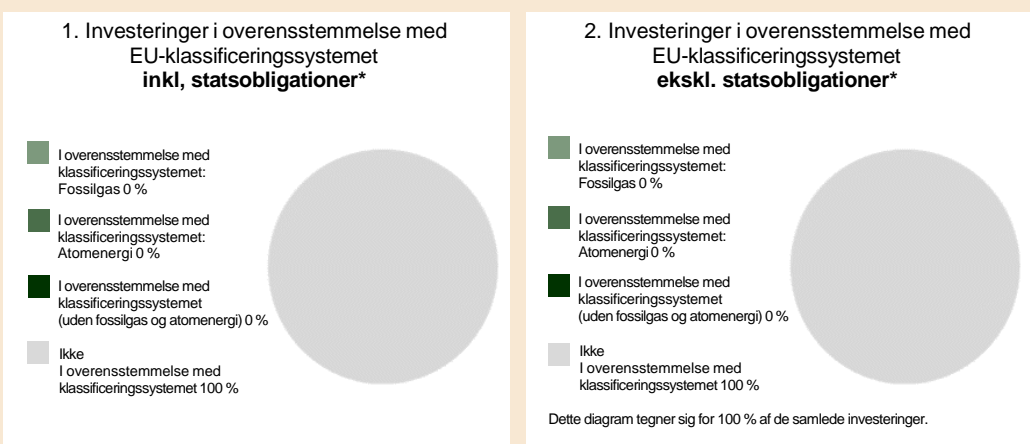 1. Investeringer i overensstemmelse med
EU-klassificeringssystemet
inkl, statsobligationer*
I overensstemmelse med
klassificeringssystemet:
Fossilgas 0 %
I overensstemmelse med
klassificeringssystemet:
Atomenergi 0 %
I overensstemmelse med
klassificeringssystemet
(uden fossilgas og atomenergi) 0 %
Ikke
I overensstemmelse med
klassificeringssystemet 100 %
2. Investeringer i overensstemmelse med
EU-klassificeringssystemet
ekskl. statsobligationer*
I overensstemmelse med
klassificeringssystemet:
Fossilgas 0 %
I overensstemmelse med
klassificeringssystemet:
Atomenergi 0 %
I overensstemmelse med
klassificeringssystemet
(uden fossilgas og atomenergi) 0 %
Ikke
I overensstemmelse med
klassificeringssystemet 100 %
Dette diagram tegner sig for 100 % af de samlede investeringer.